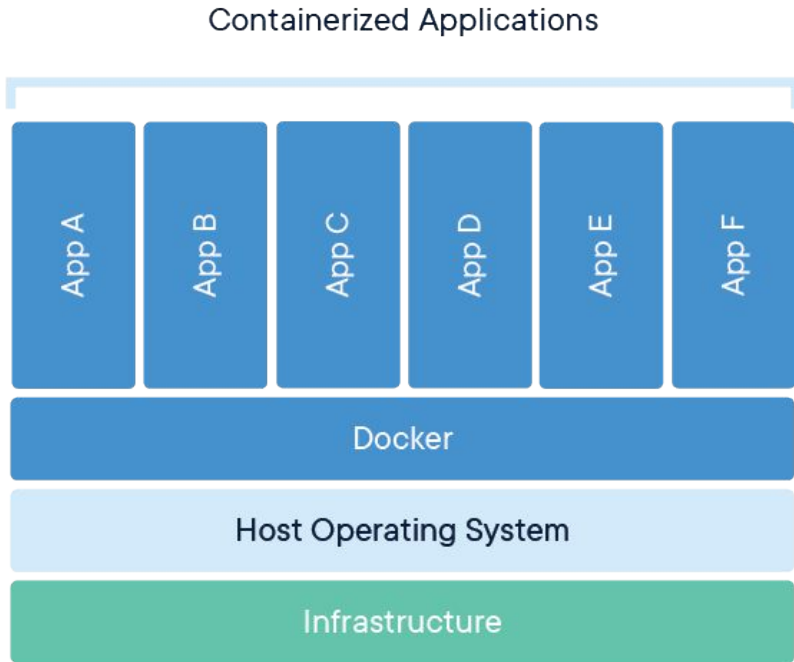 Containerized Applications
App A
App B
App C
App D
App E
App F
Docker
Host Operating System
Infrastructure